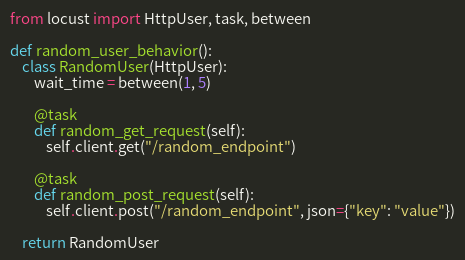 from locust import HttpUser, task, between

def random_user_behavior():
    class RandomUser(HttpUser):
        wait_time = between(1, 5)

        @task
        def random_get_request(self):
            self.client.get("/random_endpoint")

        @task
        def random_post_request(self):
            self.client.post("/random_endpoint", json={"key": "value"})

    return RandomUser